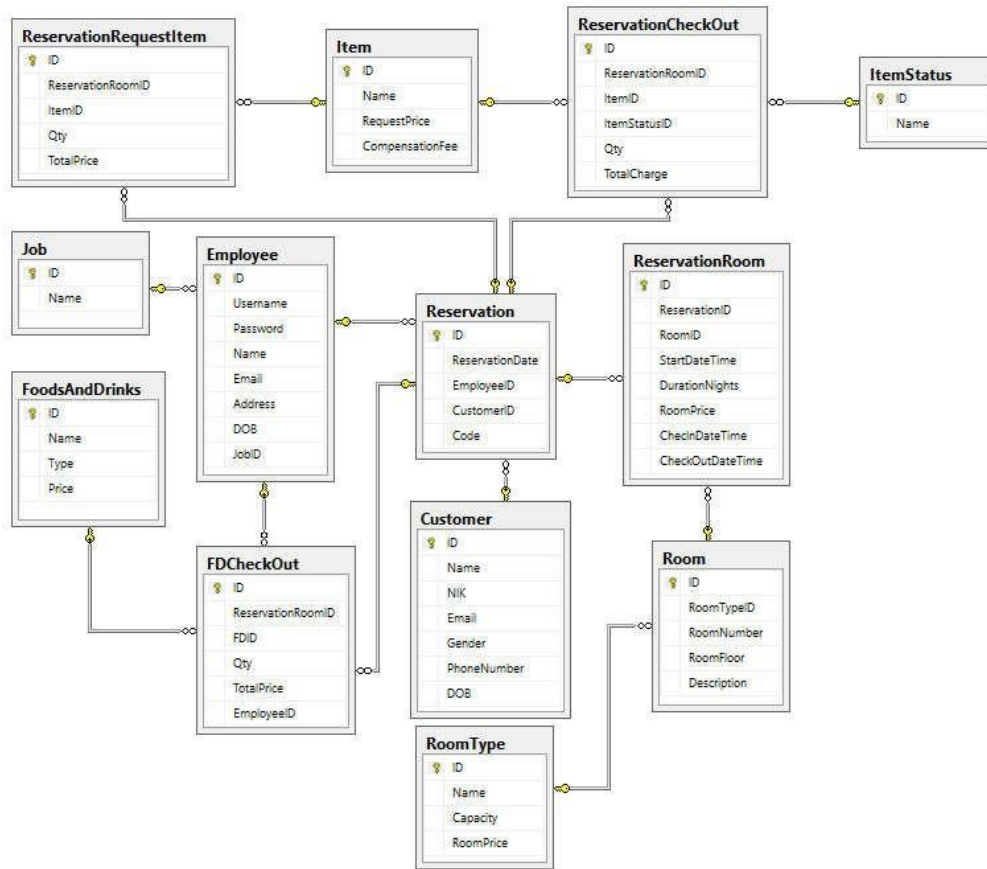 ReservationRequestItem
ID
ReservationRoomID
ItemID
Qty
TotalPrice
Item
ID
Name
RequestPrice
CompensationFee
ReservationCheckOut
ID
ReservationRoomID
ItemID
ItemStatusID
Qty
TotalCharge
ItemStatus
ID
Name
Job
ID
Name
Employee
ID
Username
Password
Name
Email
Address
DOB
JobID
Reservation
ID
ReservationDate
EmployeeID
CustomerID
Code
ReservationRoom
ID
ReservationID
RoomID
StartDateTime
DurationNights
RoomPrice
ChecInDateTime
CheckOutDateTime
FoodsAndDrinks
ID
Name
Type
Price
FDCheckOut
ID
ReservationRoomID
FDID
Qty
TotalPrice
EmployeeID
Customer
ID
Name
NIK
Email
Gender
PhoneNumber
DOB
Room
ID
RoomTypeID
RoomNumber
RoomFloor
Description
RoomType
ID
Name
Capacity
RoomPrice